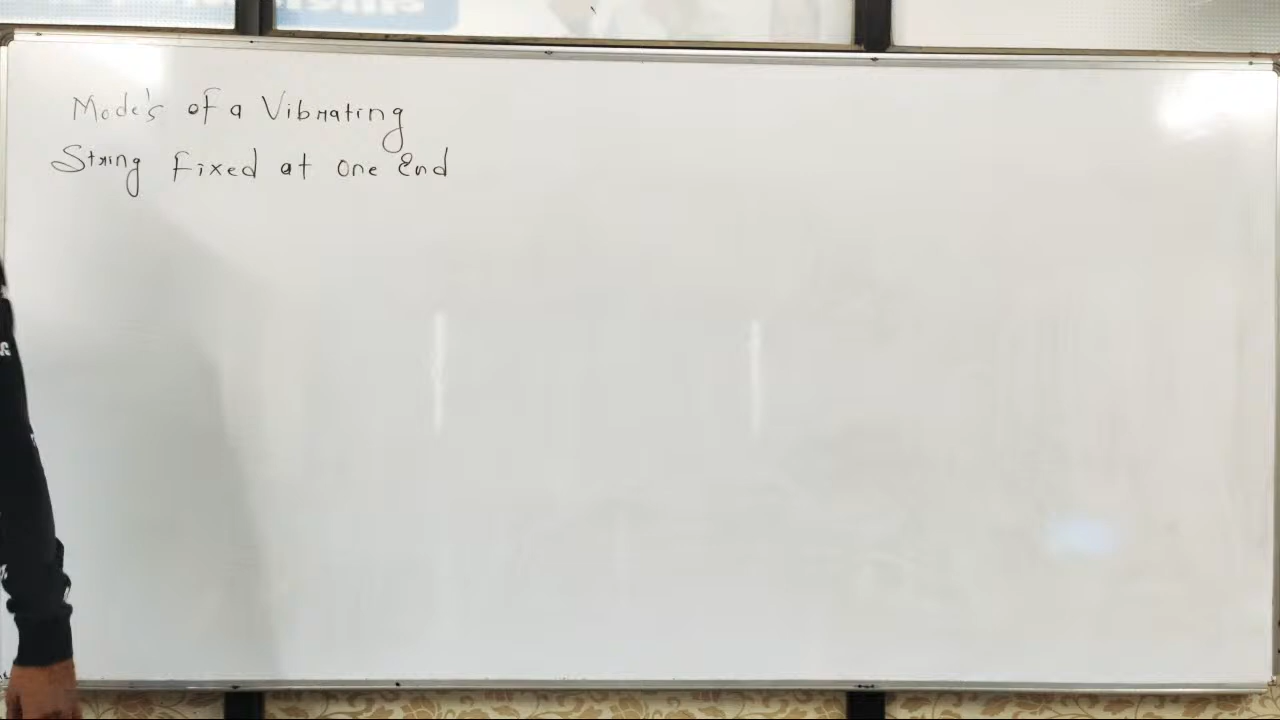 Mode's of a Vibrating
String Fixed at one End